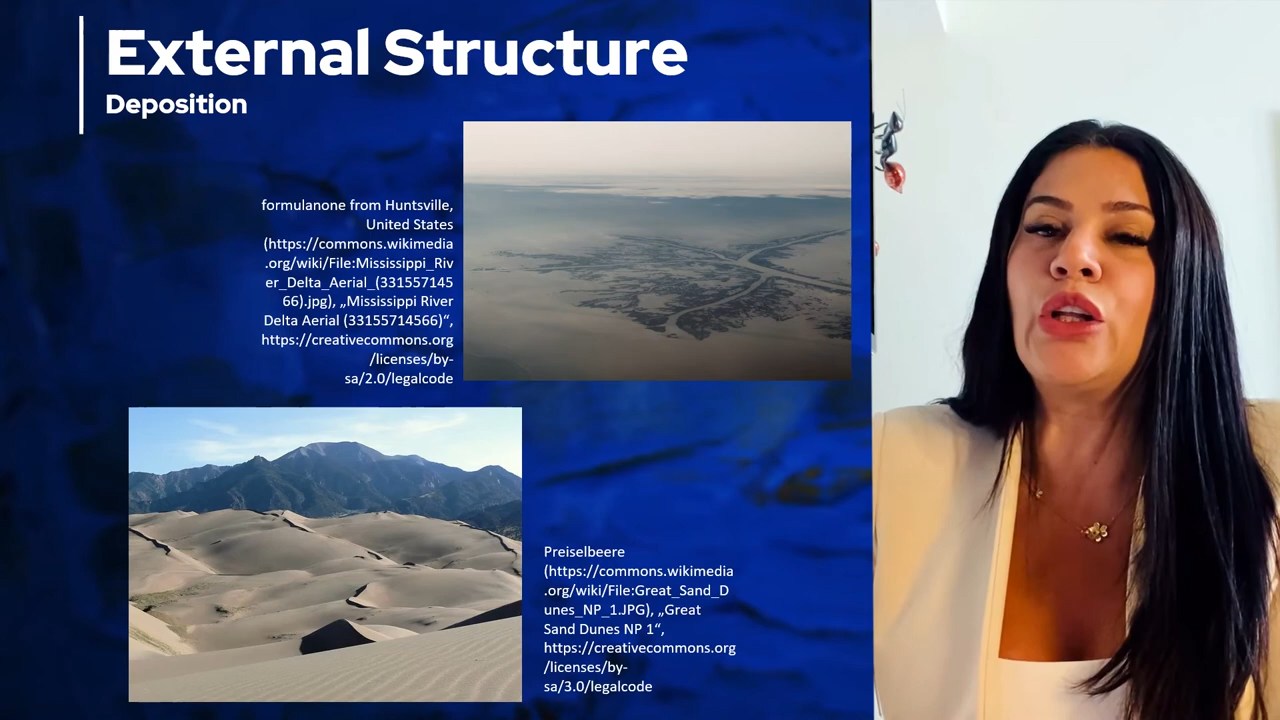 External Structure
Deposition
formulanone from Huntsville,
United States
(https://commons.wikimedia
.org/wiki/File:Mississippi_Riv
er_Delta_Aerial_(331557145
66).jpg), „Mississippi River
Delta Aerial (33155714566)“,
https://creativecommons.org
/licenses/by-
sa/2.0/legalcode
Preiselbeere
(https://commons.wikimedia
.org/wiki/File:Great_Sand_D
unes_NP_1.JPG), „Great
Sand Dunes NP 1“,
https://creativecommons.org
/licenses/by-
sa/3.0/legalcode